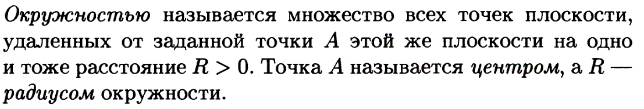 Окружностью называется множество всех точек плоскости,
удаленных от заданной точки A этой же плоскости на одно
и тоже расстояние R > 0. Точка A называется центром, а R —
радиусом окружности.